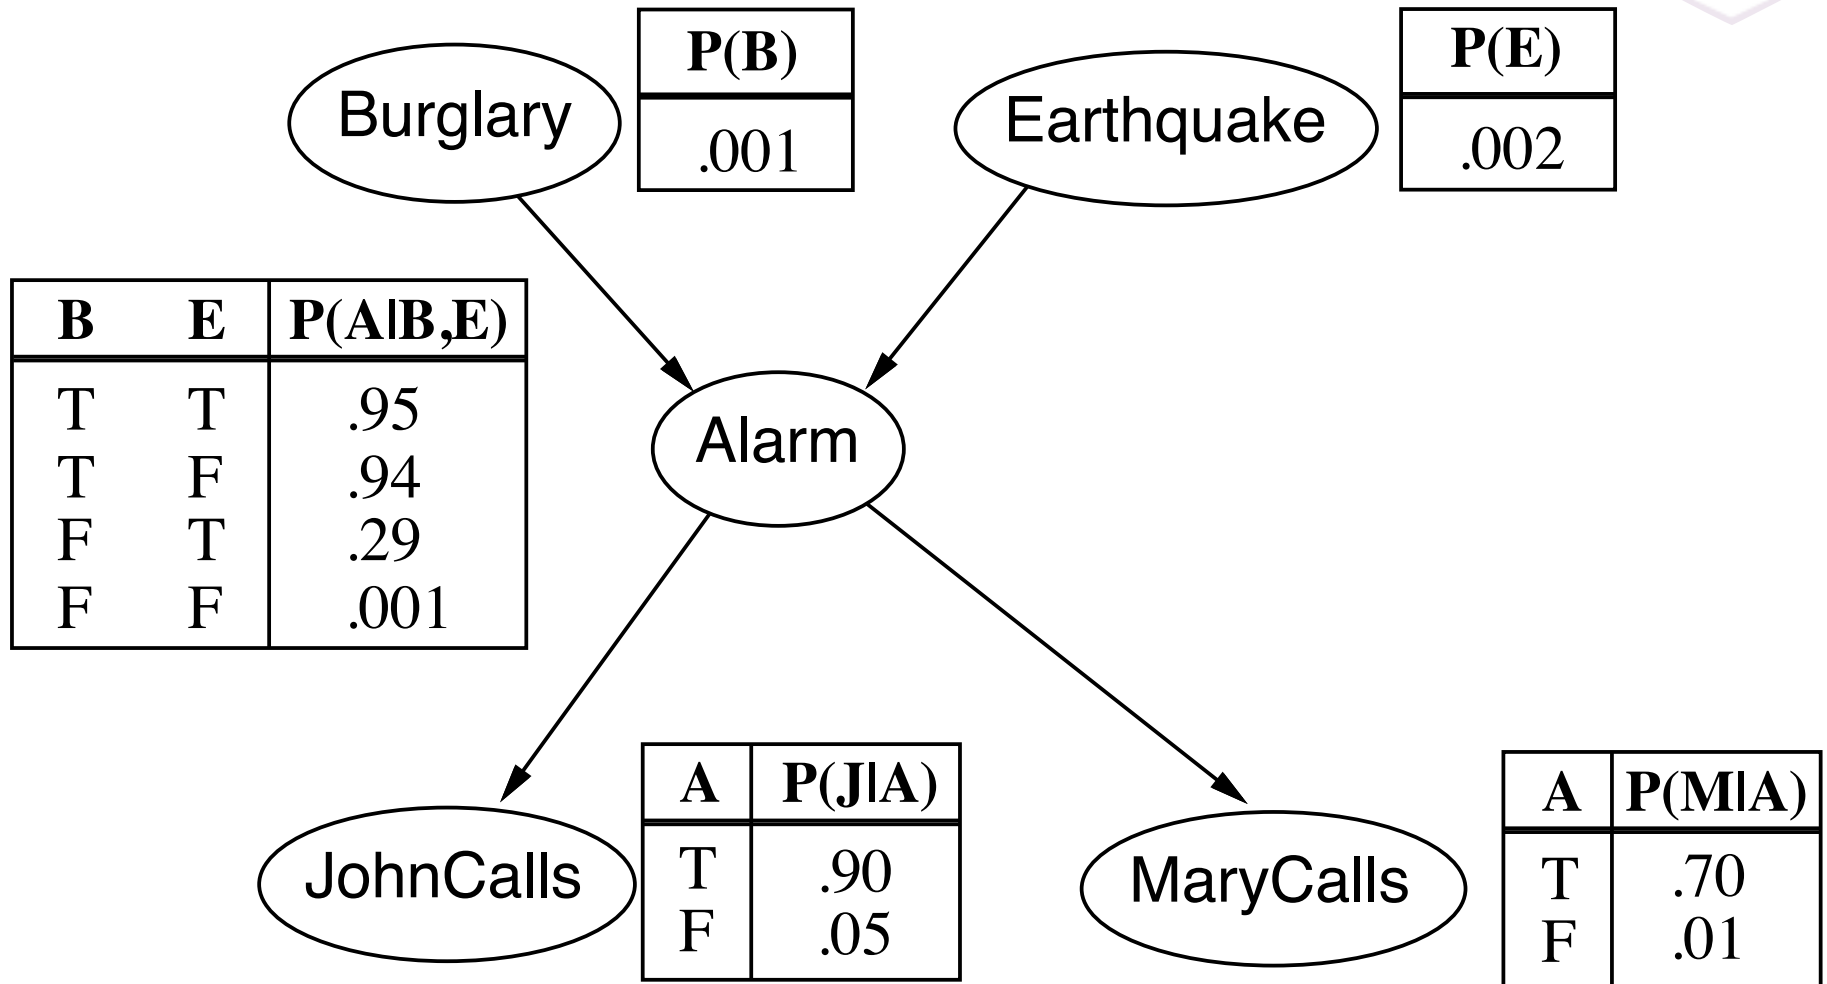 Burglary
P(B)
.001
Earthquake
P(E)
.002
B E P(A|B,E)
T T .95
T F .94
F T .29
F F .001
Alarm
JohnCalls
A P(J|A)
T .90
F .05
MaryCalls
A P(M|A)
T .70
F .01